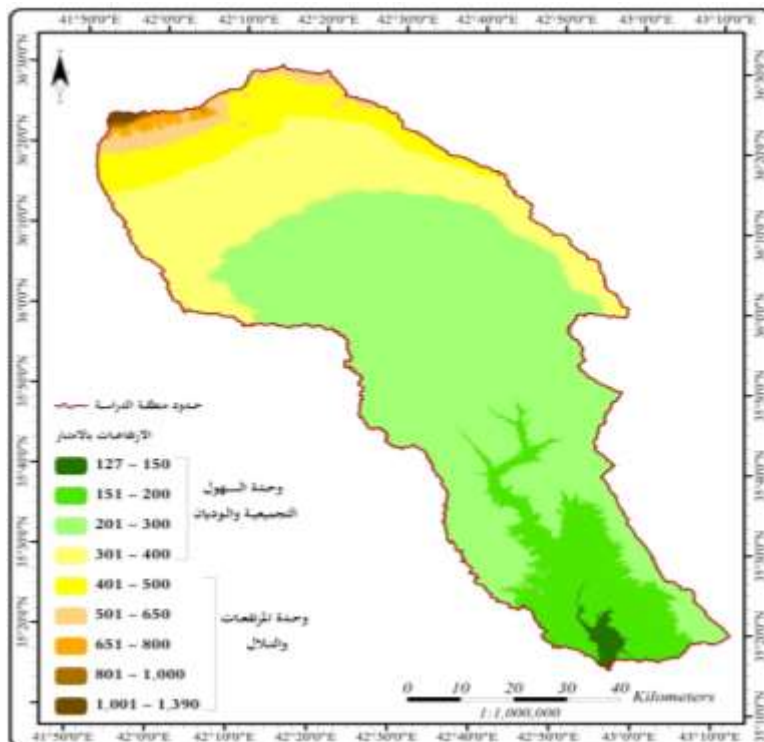 41°50'0"E 42°0'0"E 42°10'0"E 42°20'0"E 42°30'0"E 42°40'0"E 42°50'0"E 43°0'0"E 43°10'0"E
حدود منطقة الدراسة
الارتفاعات بالامتار
127 - 150
151 - 200
201 - 300
301 - 400
وحدة السهول
التجميعية والوديان
401 - 500
501 - 650
651 - 800
801 - 1,000
1,001 - 1,390
وحدة المرتفعات
والتلال
0 10 20 30 40
Kilometers
1:1,000,000
41°50'0"E 42°0'0"E 42°10'0"E 42°20'0"E 42°30'0"E 42°40'0"E 42°50'0"E 43°0'0"E 43°10'0"E